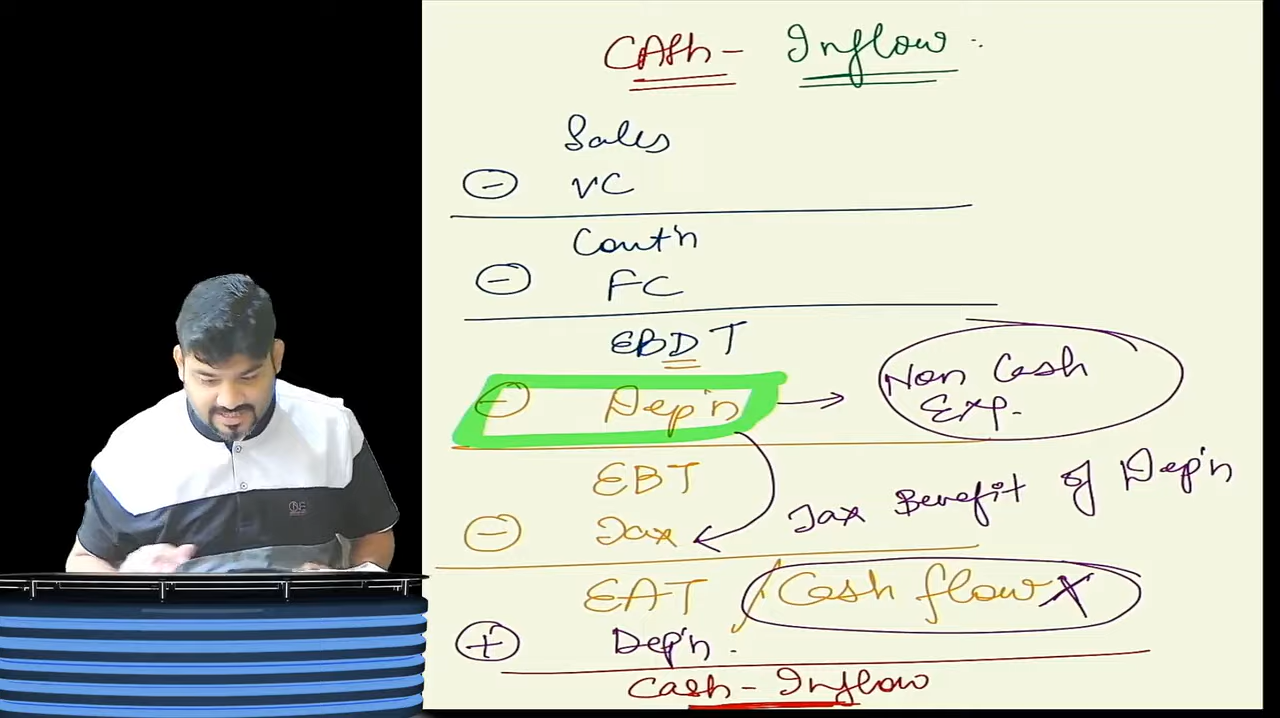 CAsh - Inflow :
Sales
- VC
Cont'n
- FC
EBDT
- Dep'n → Non Cash Exp.
EBT
- Tax ← Tax Benefit of Dep'n
EAT / Cash flow X
+ Dep'n.
Cash - Inflow